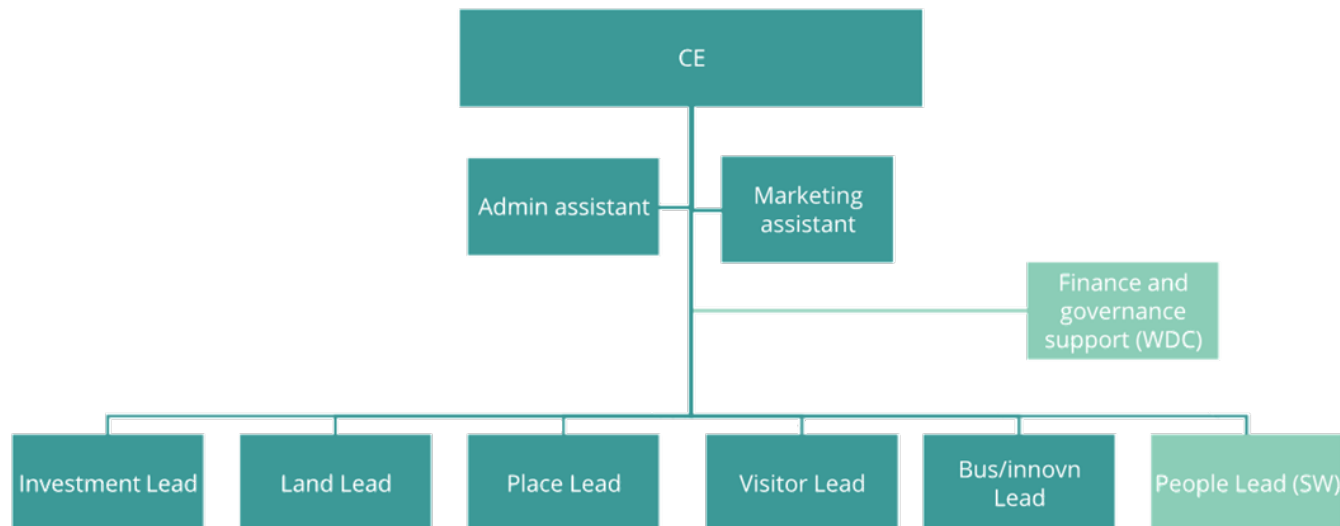 CE
Admin assistant
Marketing
assistant
Finance and
governance
support (WDC)
Investment Lead
Land Lead
Place Lead
Visitor Lead
Bus/innovn
Lead
People Lead (SW)